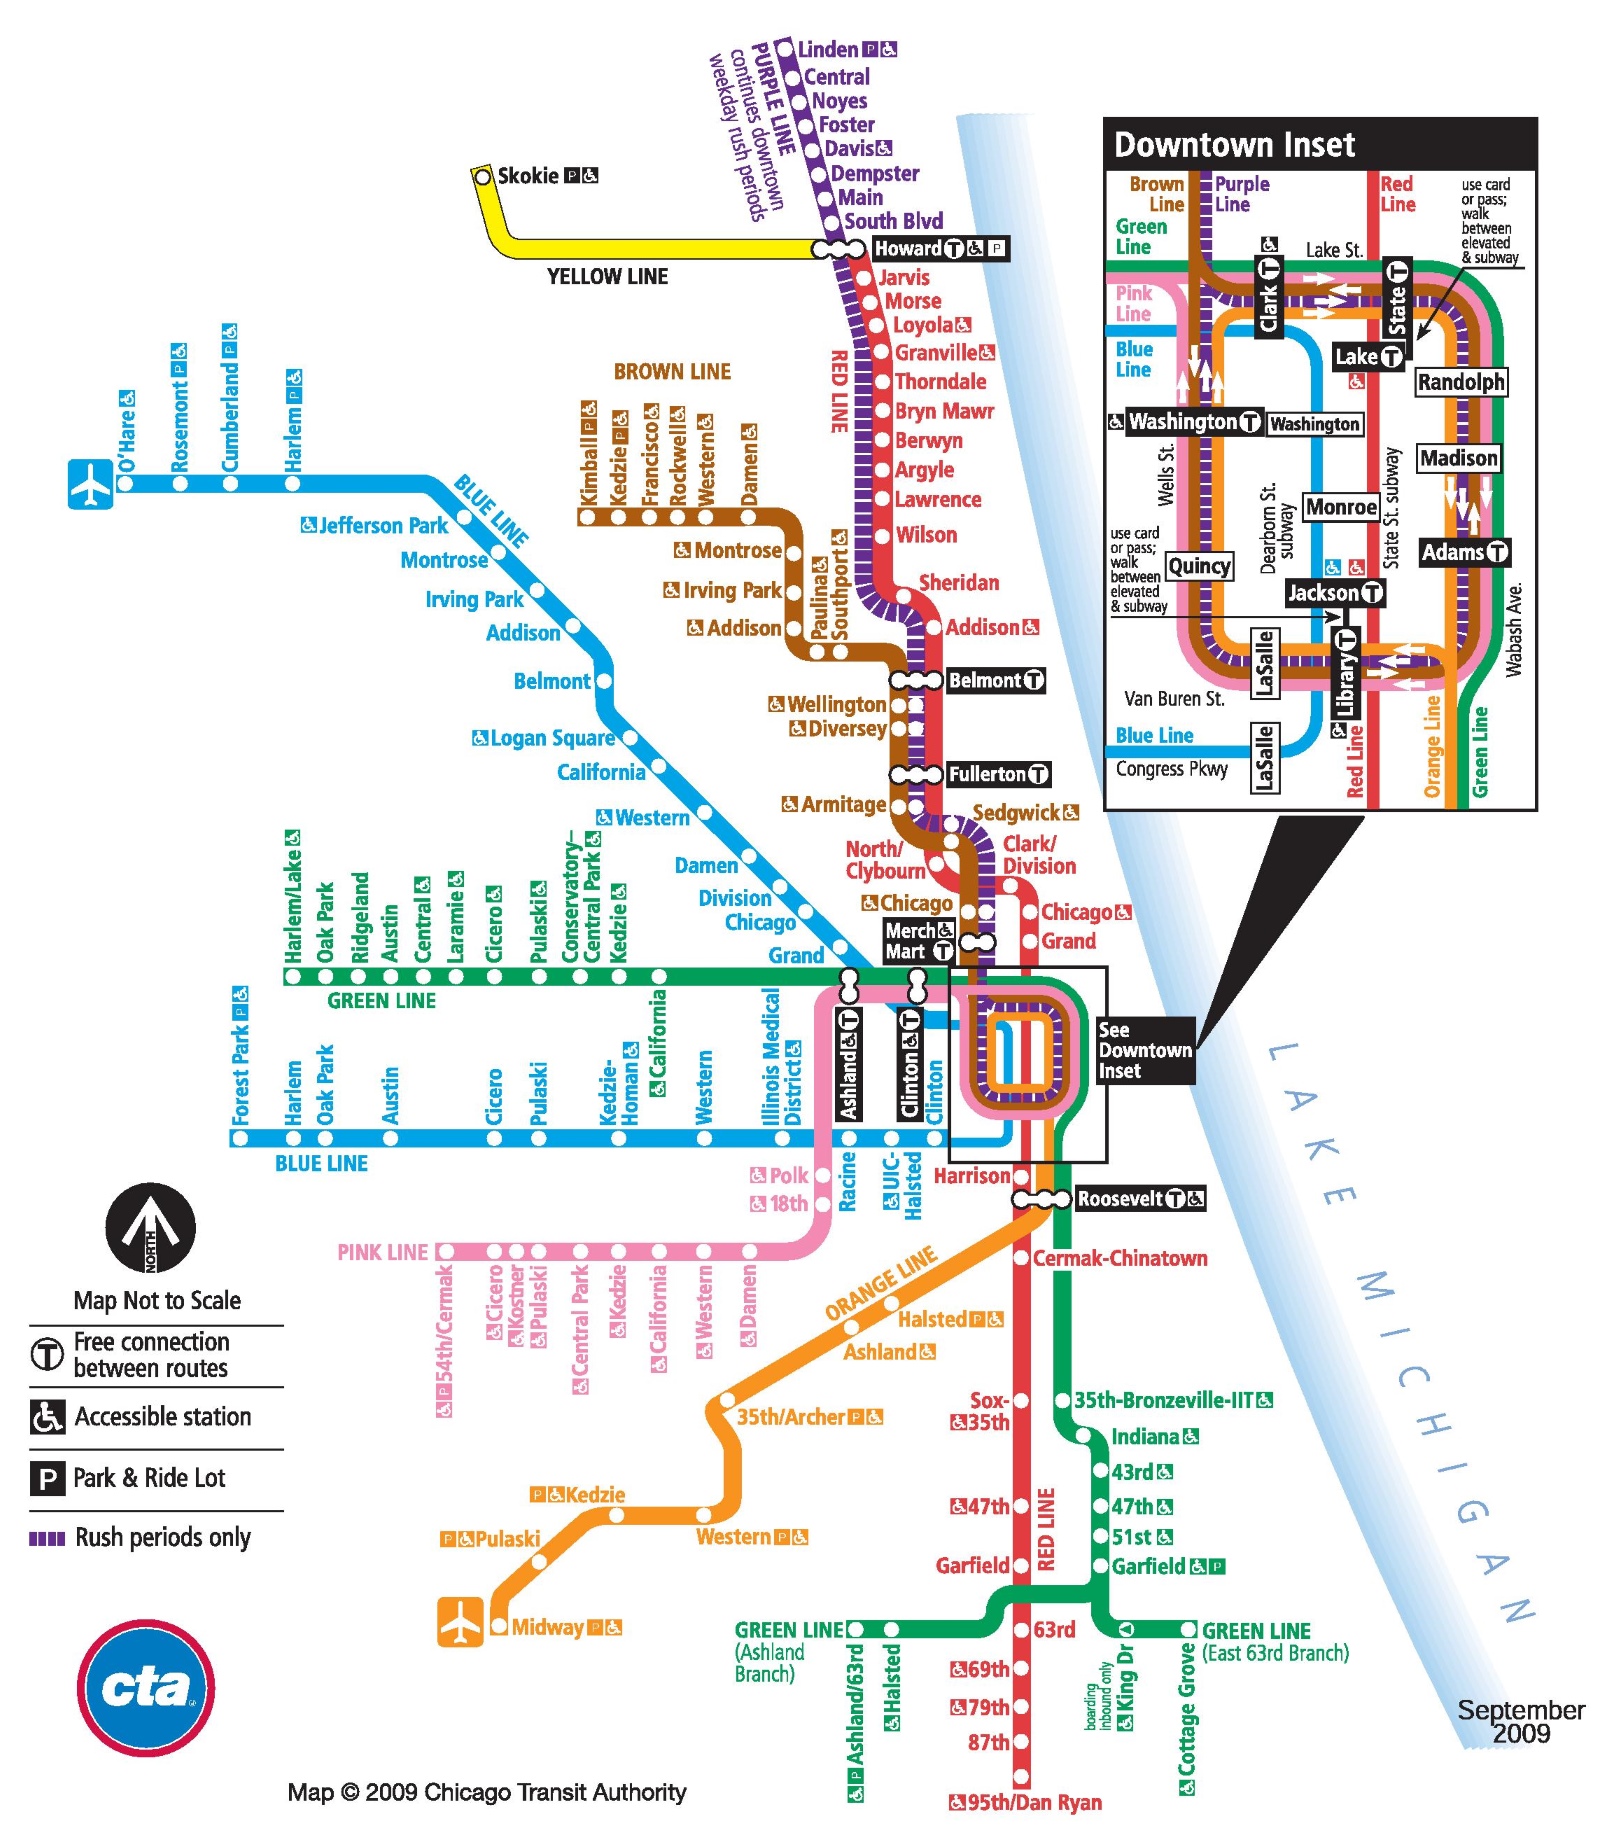 PURPLE LINE
continues downtown
weekday rush periods
Linden P
Central
Noyes
Foster
Davis
Dempster
Main
South Blvd
Skokie P
YELLOW LINE
Howard T P
Jarvis
Morse
Loyola
Granville
Thorndale
Bryn Mawr
Berwyn
Argyle
Lawrence
Wilson
Sheridan
Addison
RED LINE
Belmont T
Fullerton T
BROWN LINE
Kimball P
Kedzie P
Francisco
Rockwell
Western
Damen
Montrose
Irving Park
Addison
Paulina
Southport
Wellington
Diversey
Armitage
Sedgwick
North/
Clybourn
Clark/
Division
Chicago
Chicago
Grand
Merch
Mart T
O'Hare
Rosemont P
Cumberland P
Harlem P
BLUE LINE
Jefferson Park
Montrose
Irving Park
Addison
Belmont
Logan Square
California
Western
Damen
Division
Chicago
Grand
Harlem/Lake
Oak Park
Ridgeland
Austin
Central
Laramie
Cicero
Pulaski
Conservatory–
Central Park
Kedzie
California
GREEN LINE
Ashland T
Clinton T
Clinton
Forest Park P
Harlem
Oak Park
Austin
Cicero
Pulaski
Kedzie-
Homan
Western
Illinois Medical
District
Racine
UIC-
Halsted
BLUE LINE
See
Downtown
Inset
Polk
18th
PINK LINE
54th/Cermak P
Cicero
Kostner
Pulaski
Central Park
Kedzie
California
Western
Damen
Harrison
Roosevelt T
Cermak-Chinatown
ORANGE LINE
Halsted P
Ashland
35th/Archer P
P Kedzie
Western P
P Pulaski
Midway P
Sox-
35th
47th
Garfield
RED LINE
63rd
69th
79th
87th
95th/Dan Ryan
35th-Bronzeville-IIT
Indiana
43rd
47th
51st
Garfield P
GREEN LINE
(Ashland
Branch)
Ashland/63rd P
Halsted
boarding
inbound only
King Dr
Cottage Grove
GREEN LINE
(East 63rd Branch)
Downtown Inset
Brown
Line
Purple
Line
Red
Line
use card
or pass;
walk
between
elevated
& subway
Green
Line
Pink
Line
Blue
Line
Lake St.
Clark T
State T
Lake T
Randolph
Washington T
Washington
Madison
Wells St.
Dearborn St.
subway
Monroe
State St. subway
Adams T
use card
or pass;
walk
between
elevated
& subway
Quincy
Jackson T
Library T
LaSalle
LaSalle
Wabash Ave.
Van Buren St.
Blue Line
Congress Pkwy
Red Line
Orange Line
Green Line
LAKE MICHIGAN
NORTH
Map Not to Scale
T Free connection
between routes
Accessible station
P Park & Ride Lot
Rush periods only
cta
Map © 2009 Chicago Transit Authority
September
2009